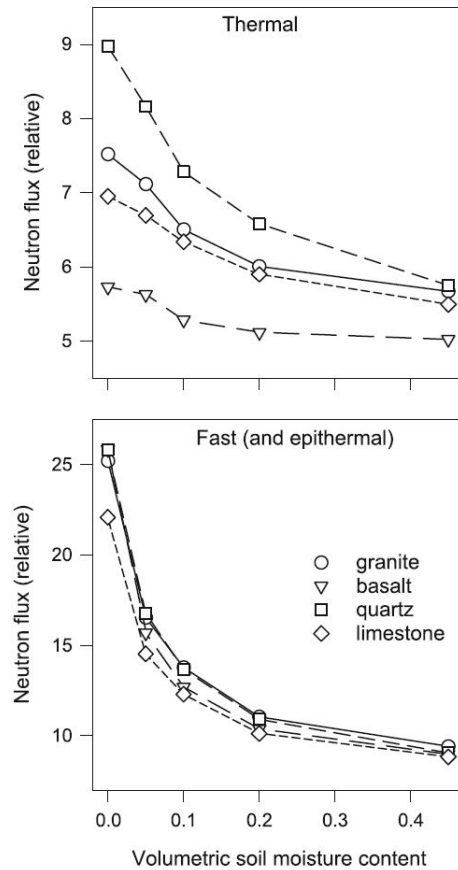 Thermal
9
8
7
6
5
Neutron flux (relative)
Fast (and epithermal)
25
20
15
10
Neutron flux (relative)
granite
basalt
quartz
limestone
0.0 0.1 0.2 0.3 0.4
Volumetric soil moisture content